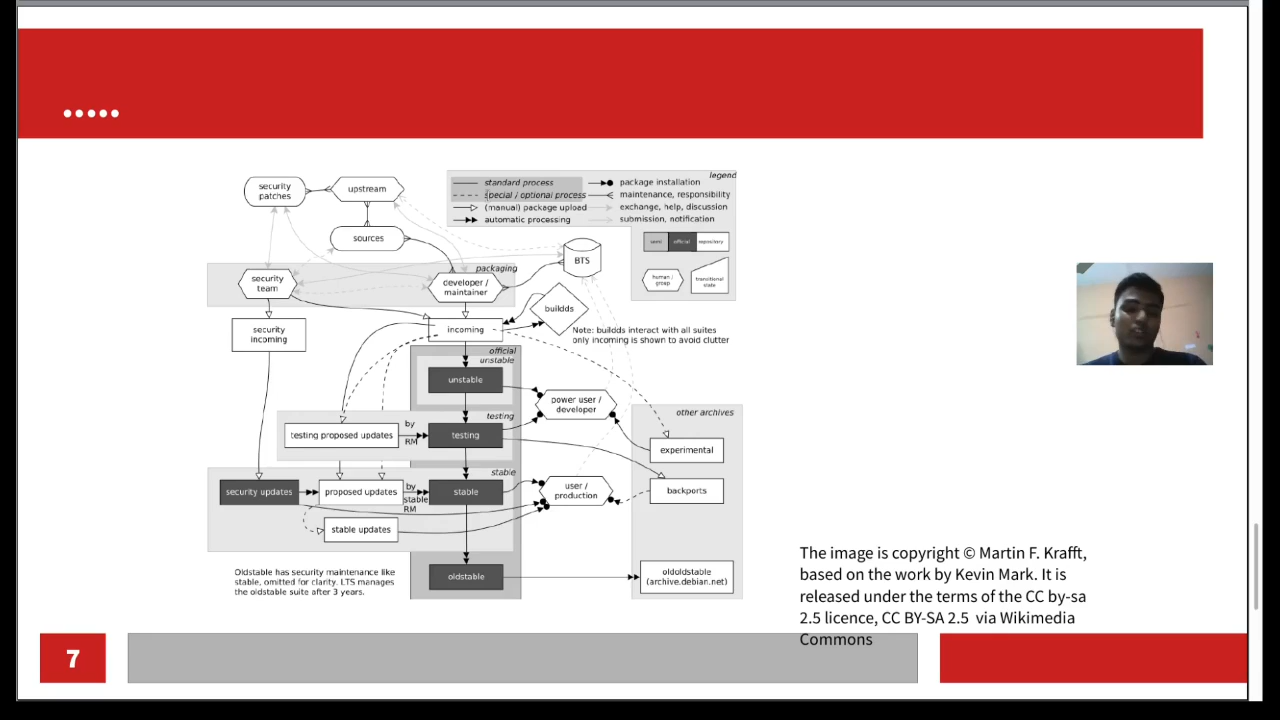 .....
security
patches
upstream
sources
legend
standard process
special / optional process
(manual) package upload
automatic processing
package installation
maintenance, responsibility
exchange, help, discussion
submission, notification
official
repository
human /
group
transitional
state
BTS
packaging
security
team
developer /
maintainer
security
incoming
incoming
buildds
Note: buildds interact with all suites
only incoming is shown to avoid clutter
official
unstable
unstable
power user /
developer
other archives
testing
testing proposed updates
by
RM
testing
experimental
stable
security updates
proposed updates
by
stable
RM
stable
user /
production
backports
stable updates
Oldstable has security maintenance like
stable, omitted for clarity. LTS manages
the oldstable suite after 3 years.
oldstable
oldoldstable
(archive.debian.net)
The image is copyright © Martin F. Krafft,
based on the work by Kevin Mark. It is
released under the terms of the CC by-sa
2.5 licence, CC BY-SA 2.5 via Wikimedia
Commons
7